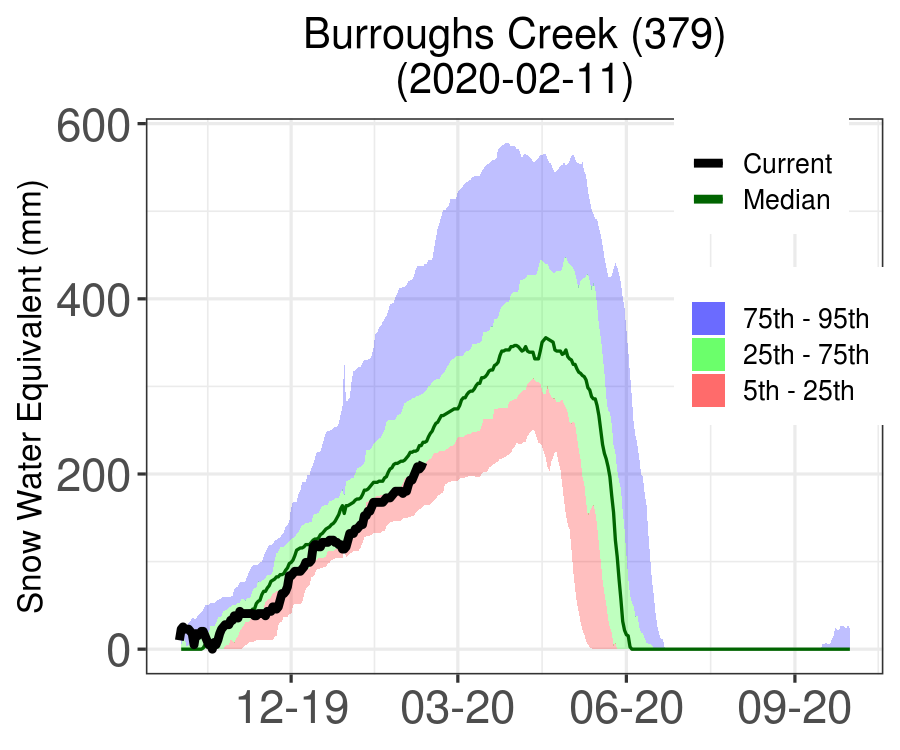 Burroughs Creek (379)
(2020-02-11)
Snow Water Equivalent (mm)
600
400
200
0
12-19
03-20
06-20
09-20
Current
Median
75th - 95th
25th - 75th
5th - 25th